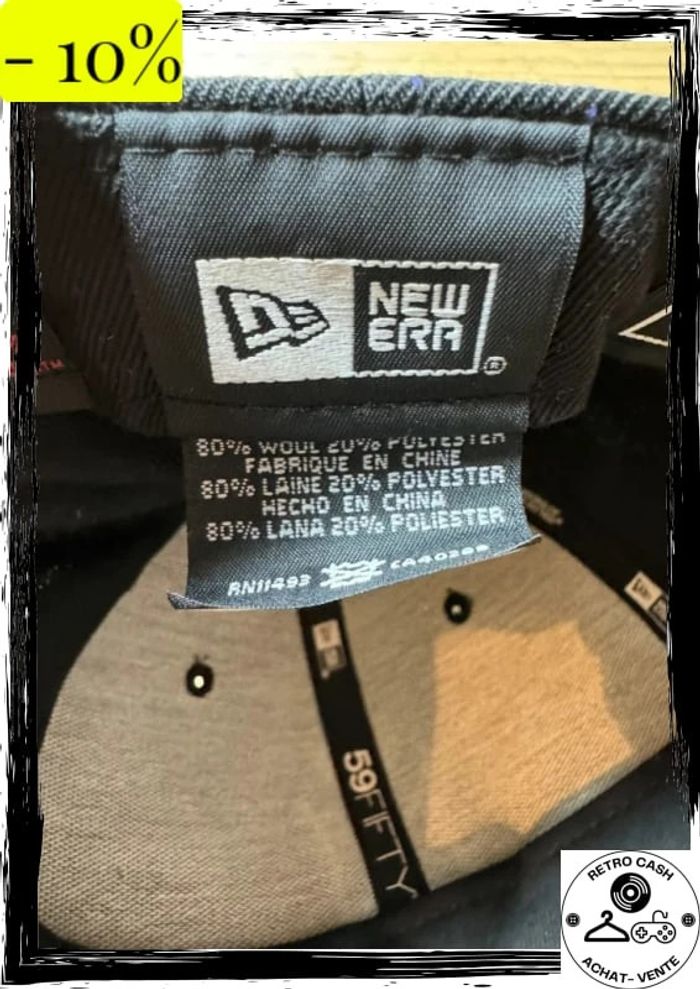 - 10%
NEW
ERA
®
80% WOOL 20% POLYESTER
FABRIQUE EN CHINE
80% LAINE 20% POLYESTER
HECHO EN CHINA
80% LANA 20% POLIESTER
RN11493
59FIFTY
RETRO CASH
ACHAT-VENTE